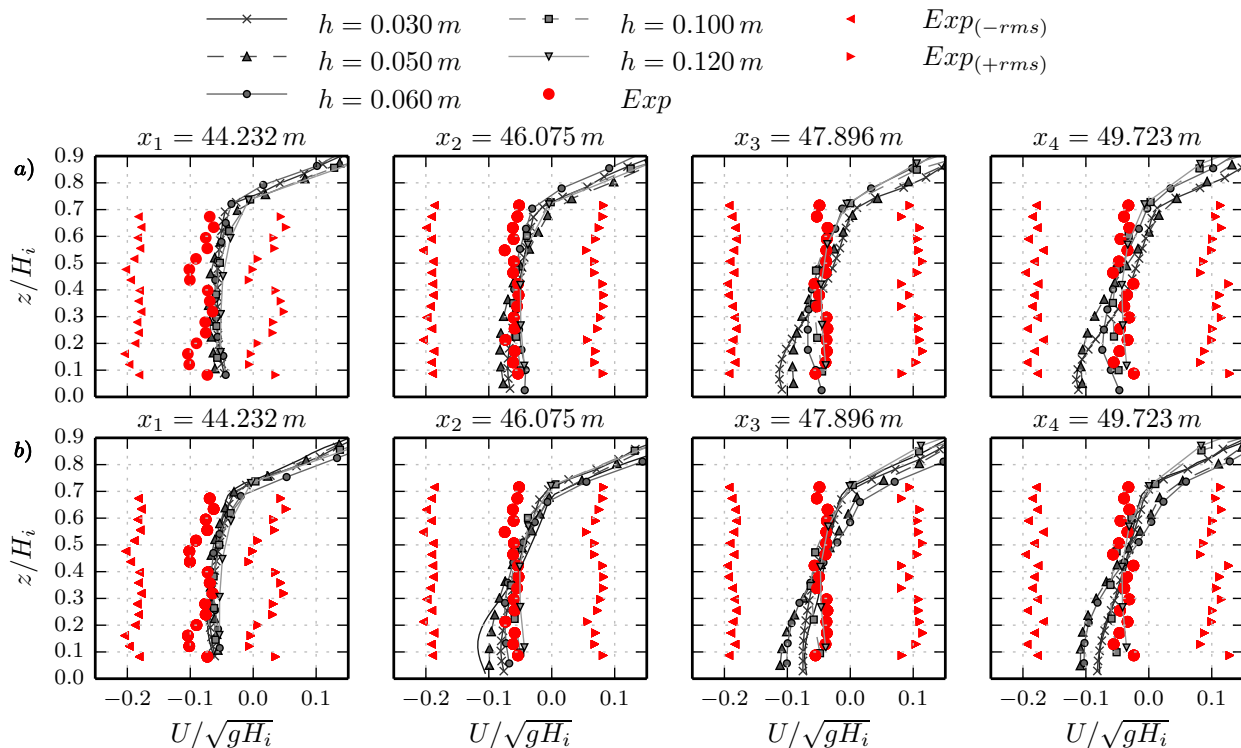 h = 0.030 m h = 0.100 m Exp(−rms)
h = 0.050 m h = 0.120 m Exp(+rms)
h = 0.060 m Exp
x1 = 44.232 m x2 = 46.075 m x3 = 47.896 m x4 = 49.723 m
a)
0.9
0.8
0.7
0.6
0.5
0.4
0.3
0.2
0.1
0.0
z/Hi
x1 = 44.232 m x2 = 46.075 m x3 = 47.896 m x4 = 49.723 m
b)
0.9
0.8
0.7
0.6
0.5
0.4
0.3
0.2
0.1
0.0
z/Hi
−0.2 −0.1 0.0 0.1 −0.2 −0.1 0.0 0.1 −0.2 −0.1 0.0 0.1 −0.2 −0.1 0.0 0.1
U/√gHi U/√gHi U/√gHi U/√gHi